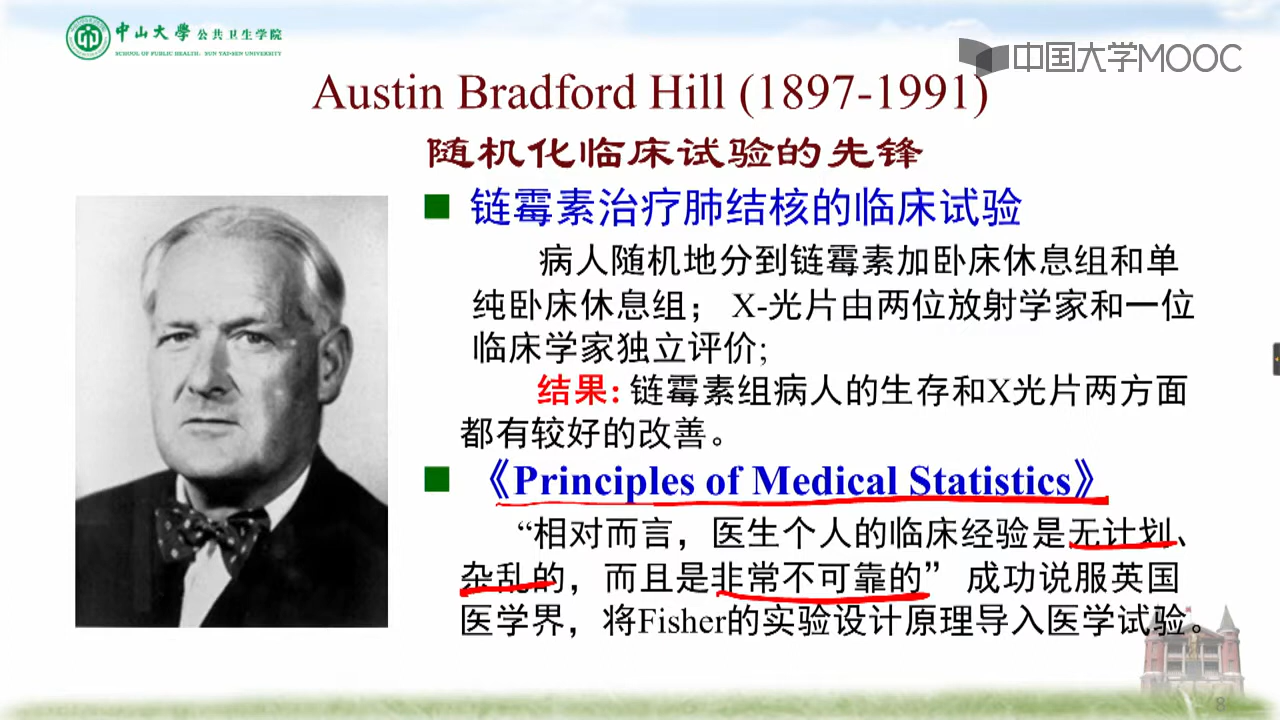 中山大学公共卫生学院
SCHOOL OF PUBLIC HEALTH, SUN YAT-SEN UNIVERSITY
中国大学MOOC
Austin Bradford Hill (1897-1991)
随机化临床试验的先锋
链霉素治疗肺结核的临床试验
病人随机地分到链霉素加卧床休息组和单
纯卧床休息组； X-光片由两位放射学家和一位
临床学家独立评价;
结果: 链霉素组病人的生存和X光片两方面
都有较好的改善。
《Principles of Medical Statistics》
“相对而言，医生个人的临床经验是无计划、
杂乱的，而且是非常不可靠的” 成功说服英国
医学界，将Fisher的实验设计原理导入医学试验。
8